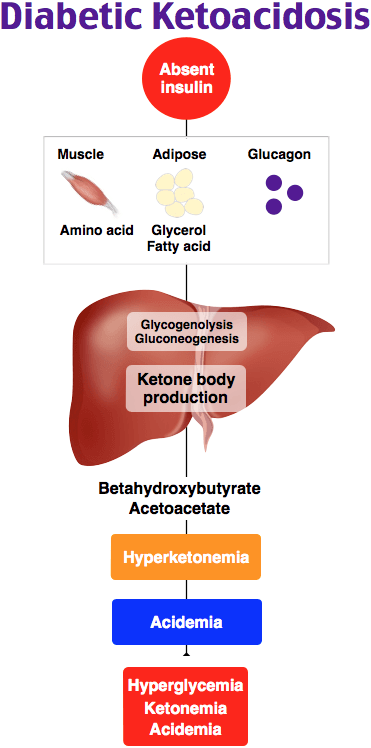 Diabetic Ketoacidosis
Absent
insulin
Muscle Adipose Glucagon
Amino acid Glycerol
Fatty acid
Glycogenolysis
Gluconeogenesis
Ketone body
production
Betahydroxybutyrate
Acetoacetate
Hyperketonemia
Acidemia
Hyperglycemia
Ketonemia
Acidemia